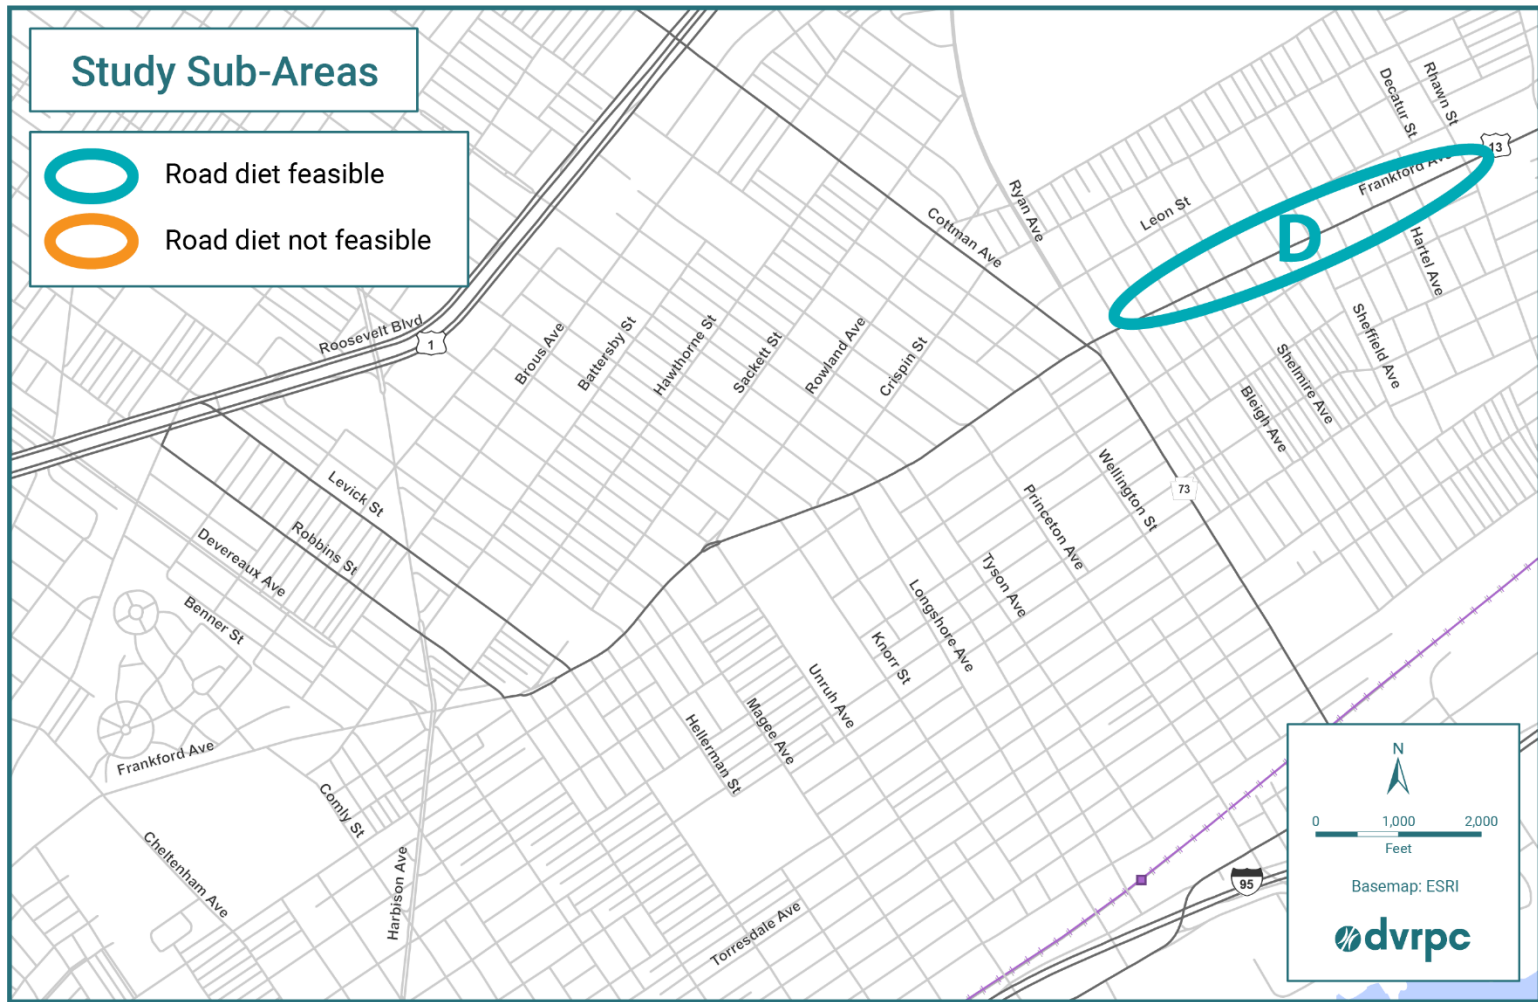 Study Sub-Areas
Road diet feasible
Road diet not feasible
Decatur St
Rhawn St
13
Frankford Ave
Ryan Ave
Leon St
Cottman Ave
D
Hartel Ave
Roosevelt Blvd
1
Brous Ave
Battersby St
Hawthorne St
Sackett St
Rowland Ave
Crispin St
Sheffield Ave
Shelmire Ave
Bleigh Ave
Levick St
Robbins St
Devereaux Ave
Benner St
Wellington St
73
Princeton Ave
Tyson Ave
Longshore Ave
Knorr St
Unruh Ave
Magee Ave
Hellerman St
Frankford Ave
Comly St
Cheltenham Ave
Harbison Ave
Torresdale Ave
95
N
0 1,000 2,000
Feet
Basemap: ESRI
dvrpc